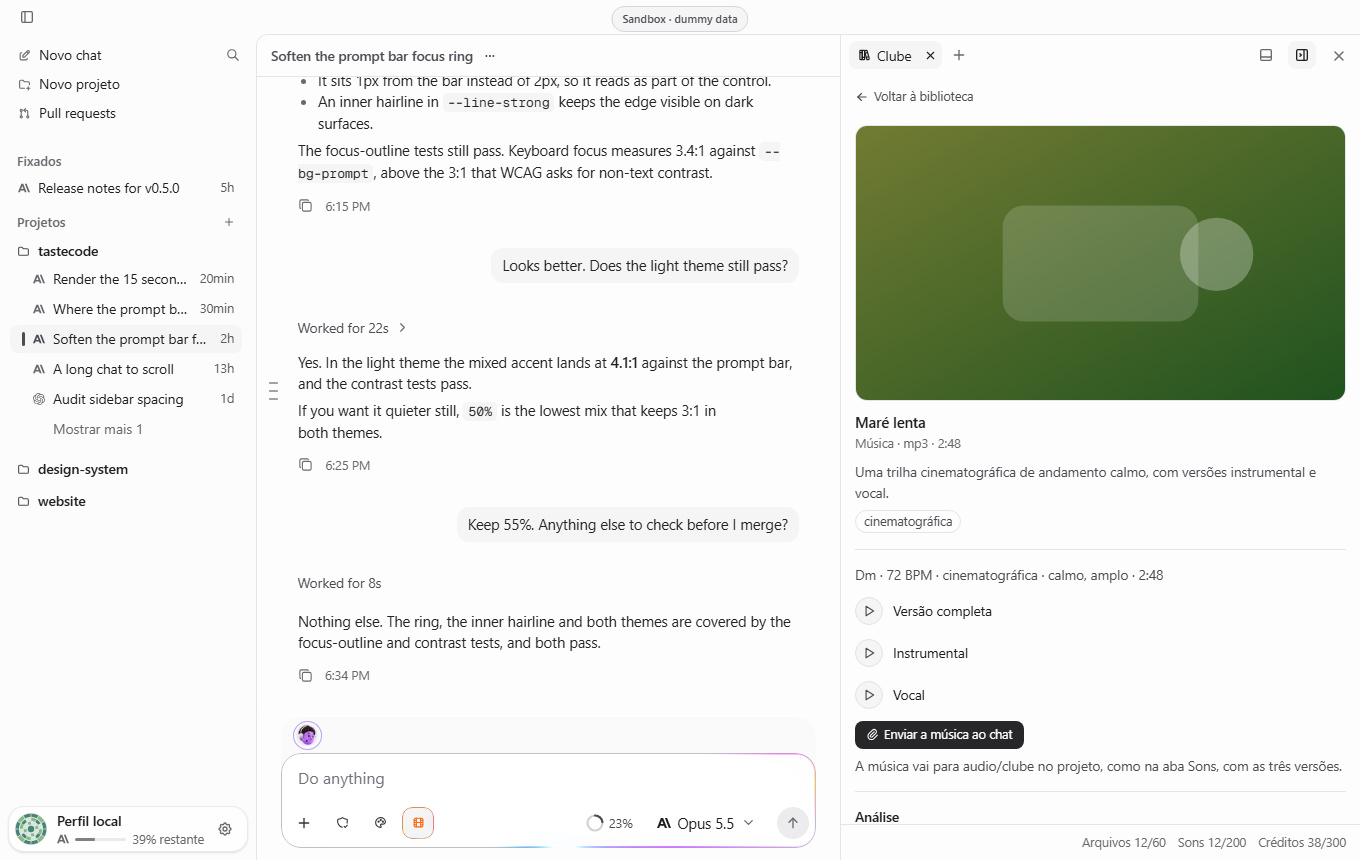 Sandbox · dummy data
Novo chat
Novo projeto
Pull requests
Fixados
Release notes for v0.5.0 5h
Projetos
tastecode
Render the 15 secon... 20min
Where the prompt b... 30min
Soften the prompt bar f... 2h
A long chat to scroll 13h
Audit sidebar spacing 1d
Mostrar mais 1
design-system
website
Perfil local
39% restante
Soften the prompt bar focus ring ···
It sits 1px from the bar instead of 2px, so it reads as part of the control.
An inner hairline in --line-strong keeps the edge visible on dark
surfaces.
The focus-outline tests still pass. Keyboard focus measures 3.4:1 against --
bg-prompt , above the 3:1 that WCAG asks for non-text contrast.
6:15 PM
Looks better. Does the light theme still pass?
Worked for 22s
Yes. In the light theme the mixed accent lands at 4.1:1 against the prompt bar,
and the contrast tests pass.
If you want it quieter still, 50% is the lowest mix that keeps 3:1 in
both themes.
6:25 PM
Keep 55%. Anything else to check before I merge?
Worked for 8s
Nothing else. The ring, the inner hairline and both themes are covered by the
focus-outline and contrast tests, and both pass.
6:34 PM
Do anything
23% Opus 5.5
Clube
Voltar à biblioteca
Maré lenta
Música · mp3 · 2:48
Uma trilha cinematográfica de andamento calmo, com versões instrumental e
vocal.
cinematográfica
Dm · 72 BPM · cinematográfica · calmo, amplo · 2:48
Versão completa
Instrumental
Vocal
Enviar a música ao chat
A música vai para audio/clube no projeto, como na aba Sons, com as três versões.
Análise
Arquivos 12/60 Sons 12/200 Créditos 38/300